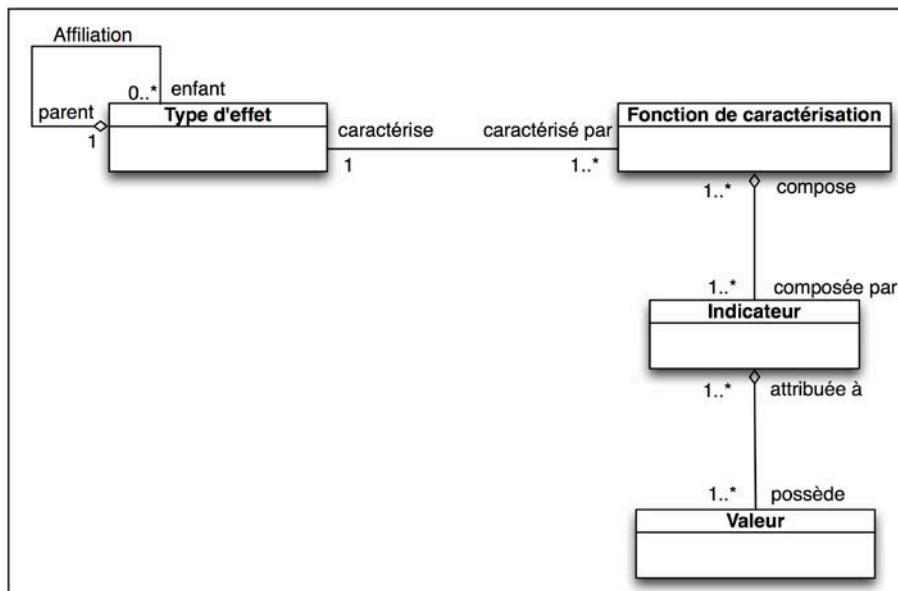 Affiliation
0..* enfant
parent
1
Type d'effet
caractérise
1
caractérisé par
1..*
Fonction de caractérisation
1..* compose
1..* composée par
Indicateur
1..* attribuée à
1..* possède
Valeur